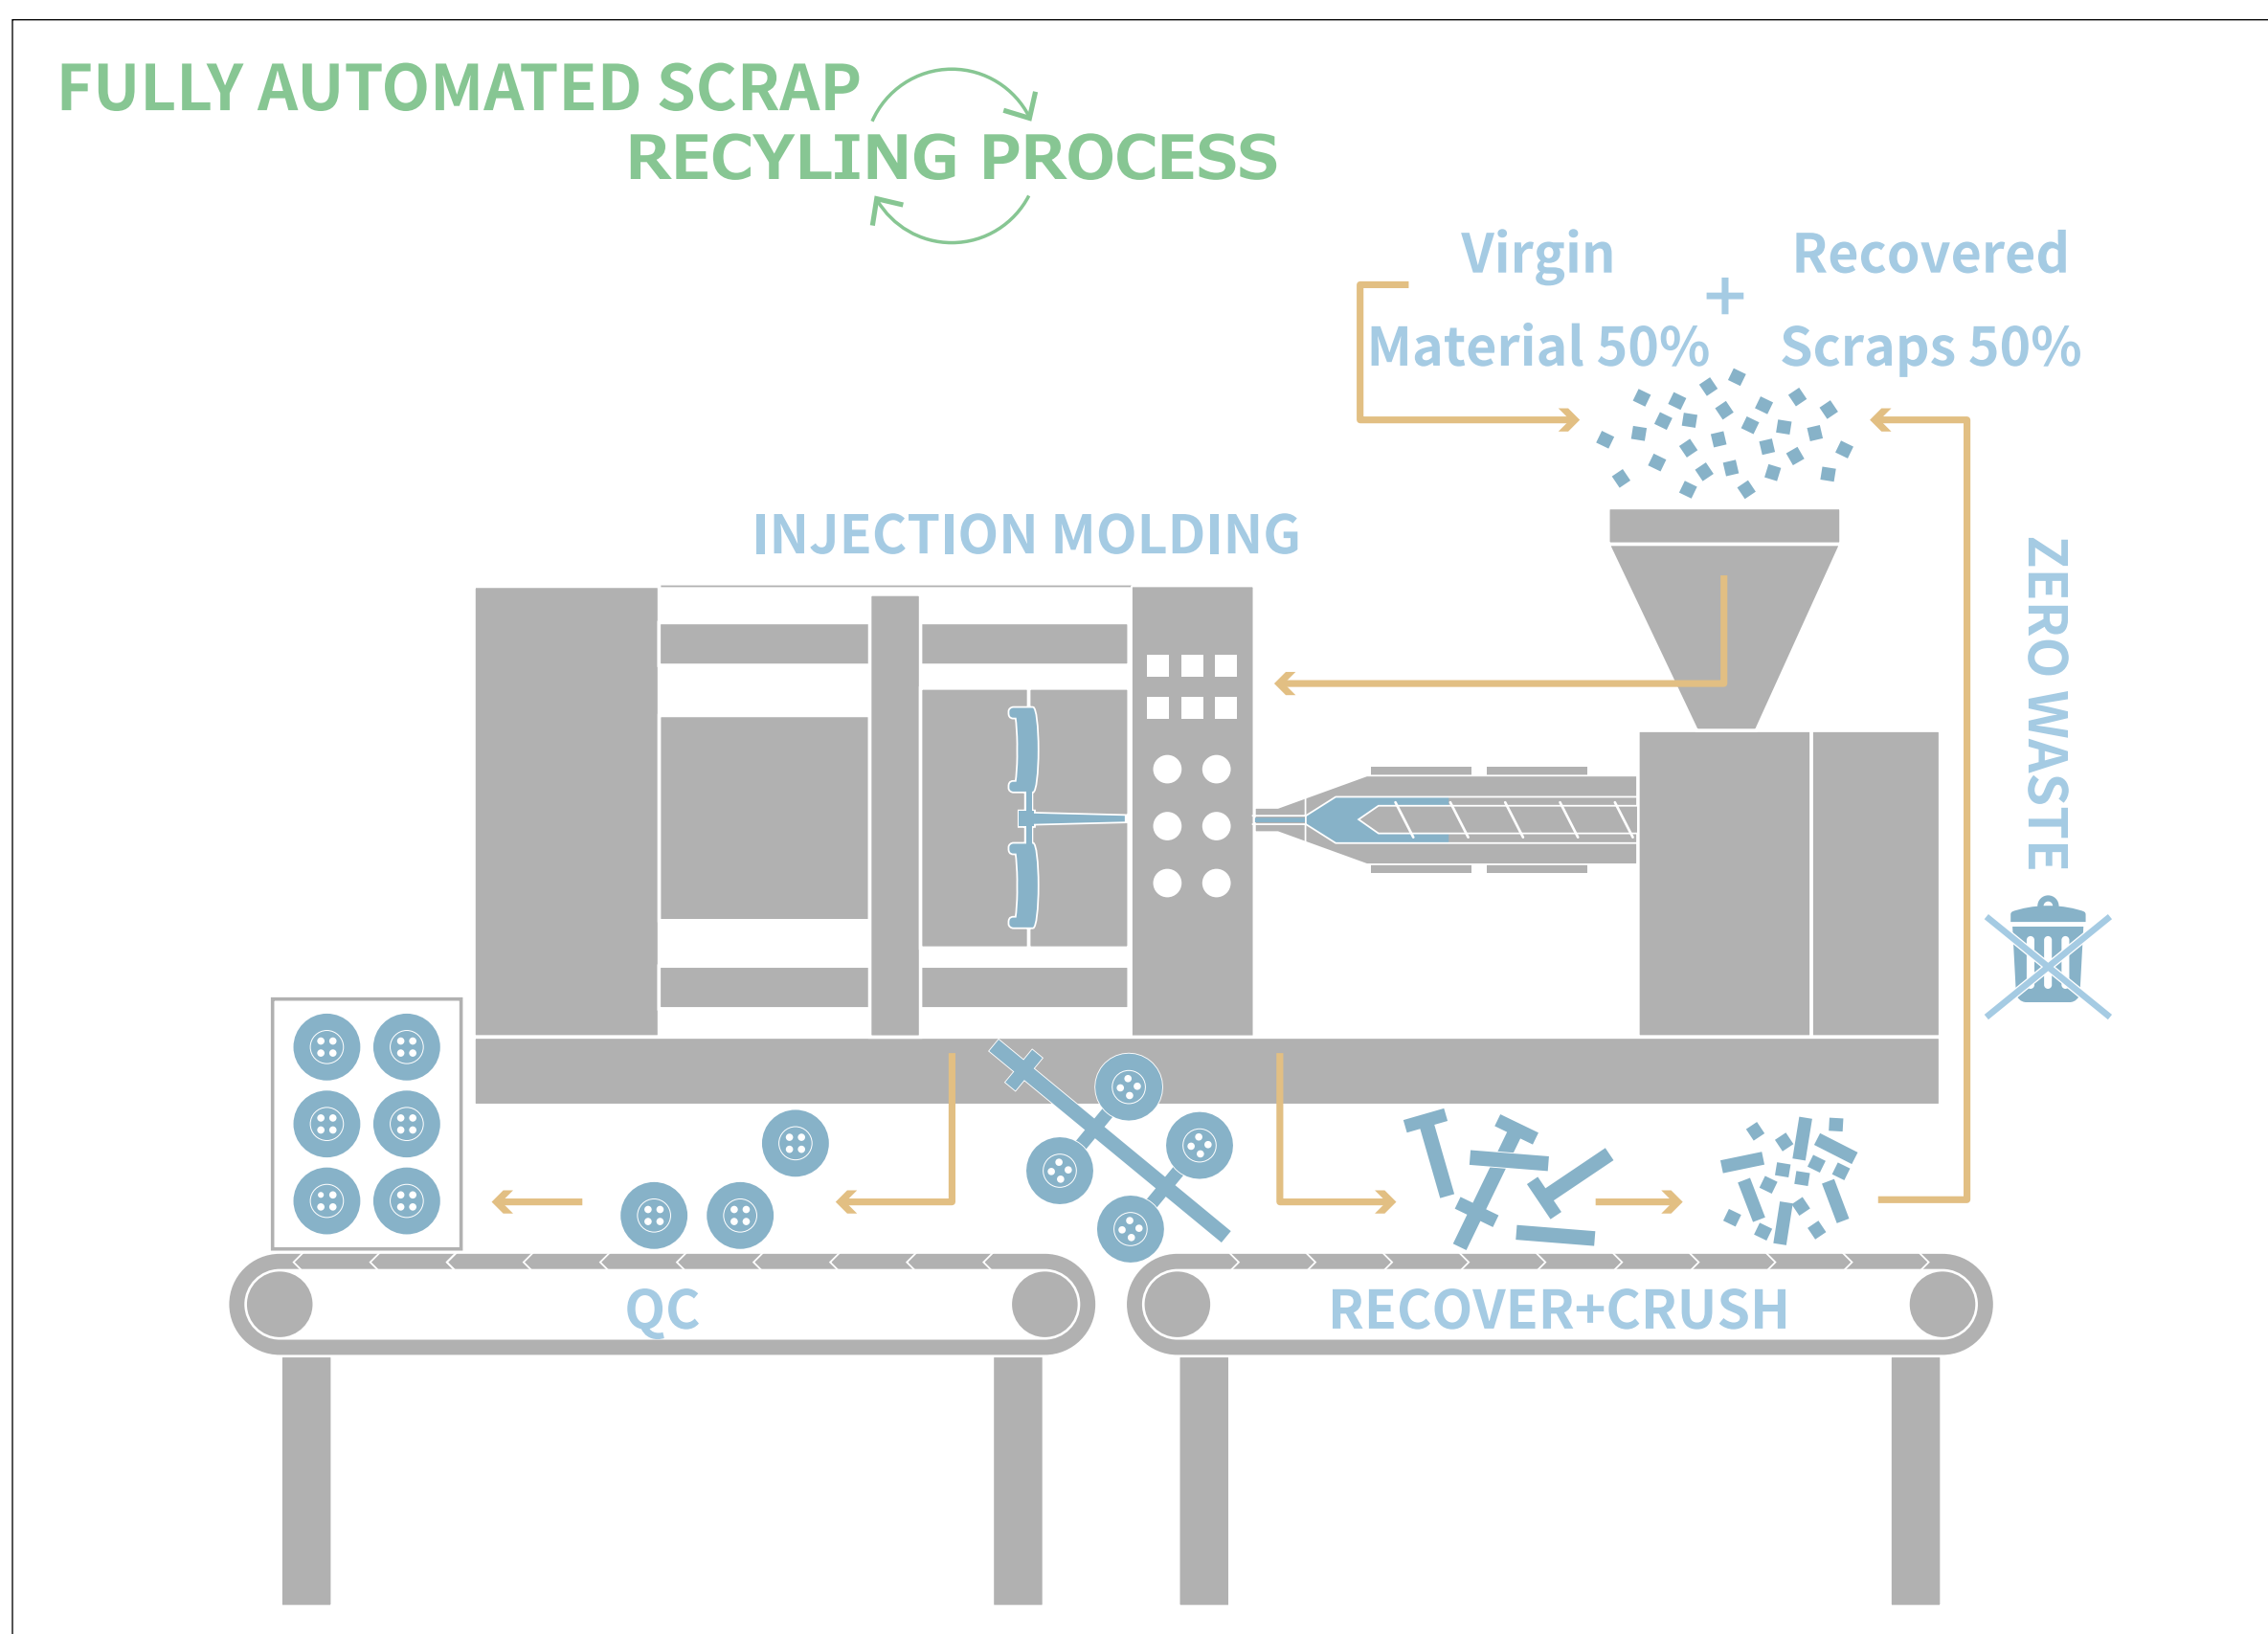 FULLY AUTOMATED SCRAP
RECYLING PROCESS
Virgin
Material 50%
+
Recovered
Scraps 50%
INJECTION MOLDING
ZERO WASTE
QC
RECOVER+CRUSH